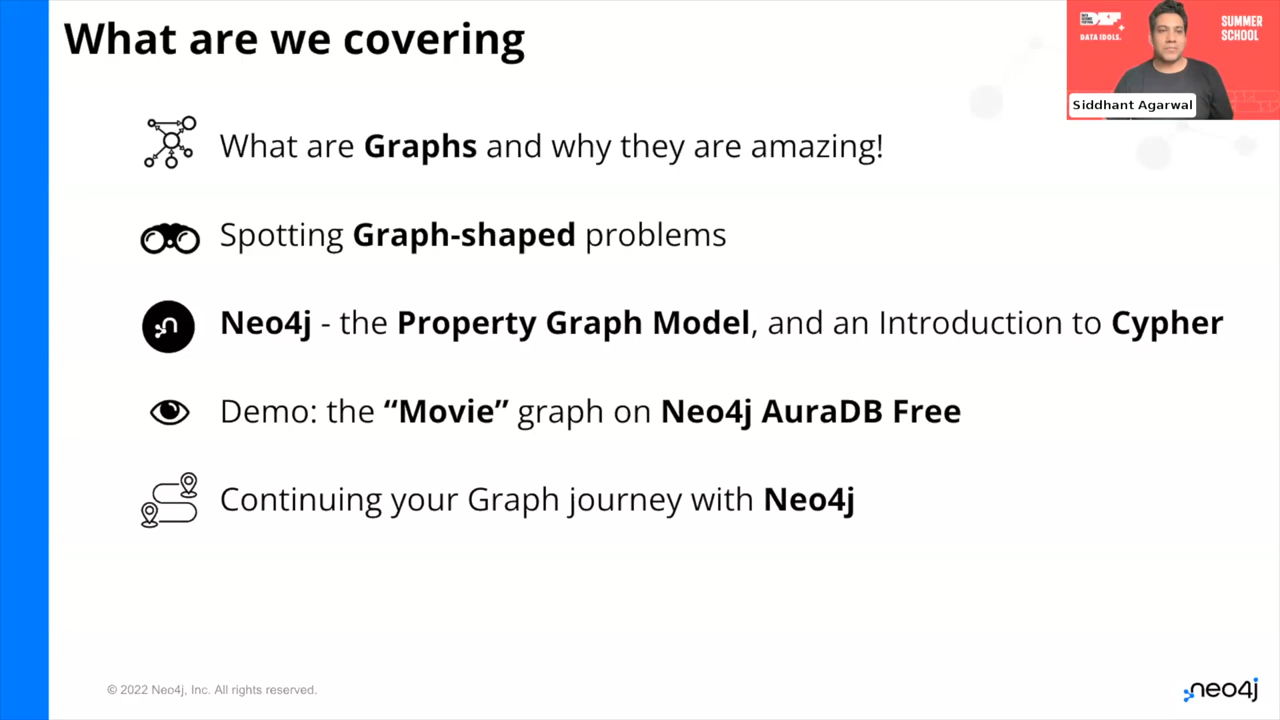 What are we covering
DATA IDOLS.
SUMMER
SCHOOL
Siddhant Agarwal
What are Graphs and why they are amazing!
Spotting Graph-shaped problems
Neo4j - the Property Graph Model, and an Introduction to Cypher
Demo: the “Movie” graph on Neo4j AuraDB Free
Continuing your Graph journey with Neo4j
© 2022 Neo4j, Inc. All rights reserved.
neo4j